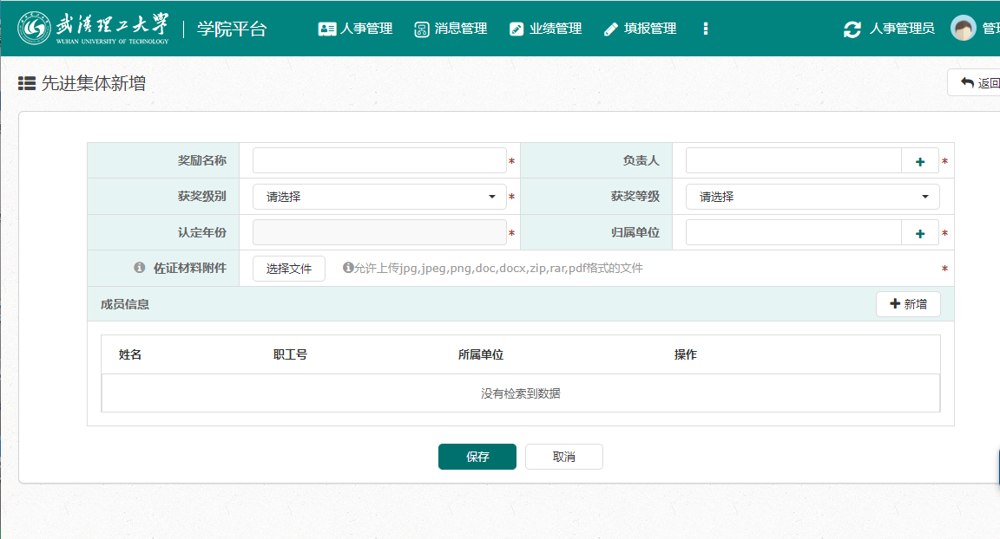 武汉理工大学 学院平台 人事管理 消息管理 业绩管理 填报管理 人事管理员
WUHAN UNIVERSITY OF TECHNOLOGY
先进集体新增 返回
奖励名称 * 负责人 *
获奖级别 请选择 * 获奖等级 请选择
认定年份 * 归属单位 *
佐证材料附件 选择文件 允许上传jpg,jpeg,png,doc,docx,zip,rar,pdf格式的文件 *
成员信息 新增
姓名 职工号 所属单位 操作
没有检索到数据
保存 取消